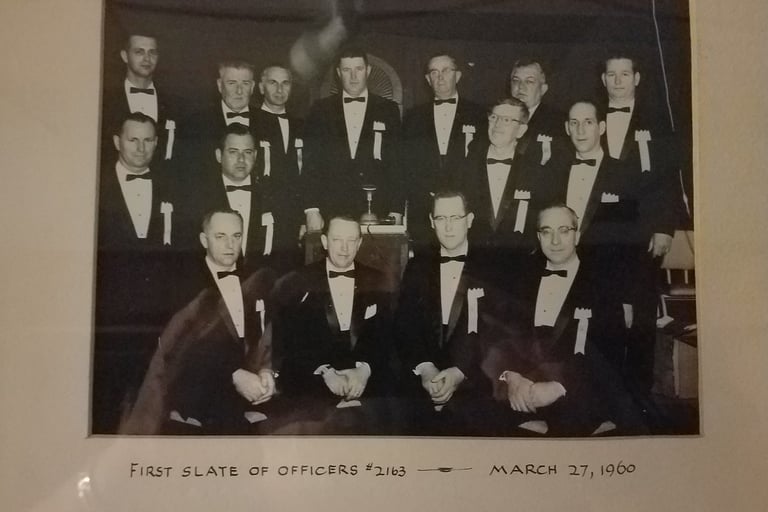 FIRST SLATE OF OFFICERS #2163 — MARCH 27, 1960